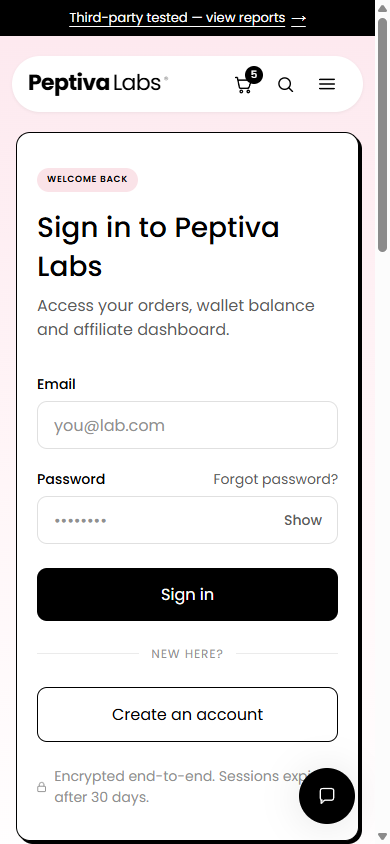 Third-party tested — view reports →
Peptiva Labs
5
WELCOME BACK
Sign in to Peptiva
Labs
Access your orders, wallet balance
and affiliate dashboard.
Email
you@lab.com
Password Forgot password?
Show
Sign in
NEW HERE?
Create an account
Encrypted end-to-end. Sessions
after 30 days.